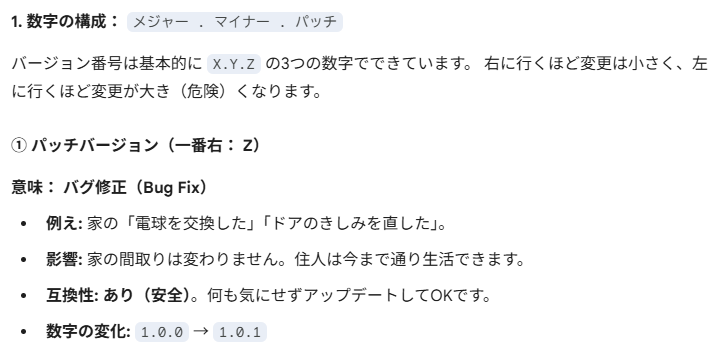 1. 数字の構成： メジャー . マイナー . パッチ
バージョン番号は基本的に X.Y.Z の3つの数字でできています。 右に行くほど変更は小さく、左
に行くほど変更が大き（危険）くなります。
① パッチバージョン（一番右： Z）
意味： バグ修正（Bug Fix）
• 例え: 家の「電球を交換した」「ドアのきしみを直した」。
• 影響: 家の間取りは変わりません。住人は今まで通り生活できます。
• 互換性: あり（安全）。何も気にせずアップデートしてOKです。
• 数字の変化: 1.0.0 → 1.0.1